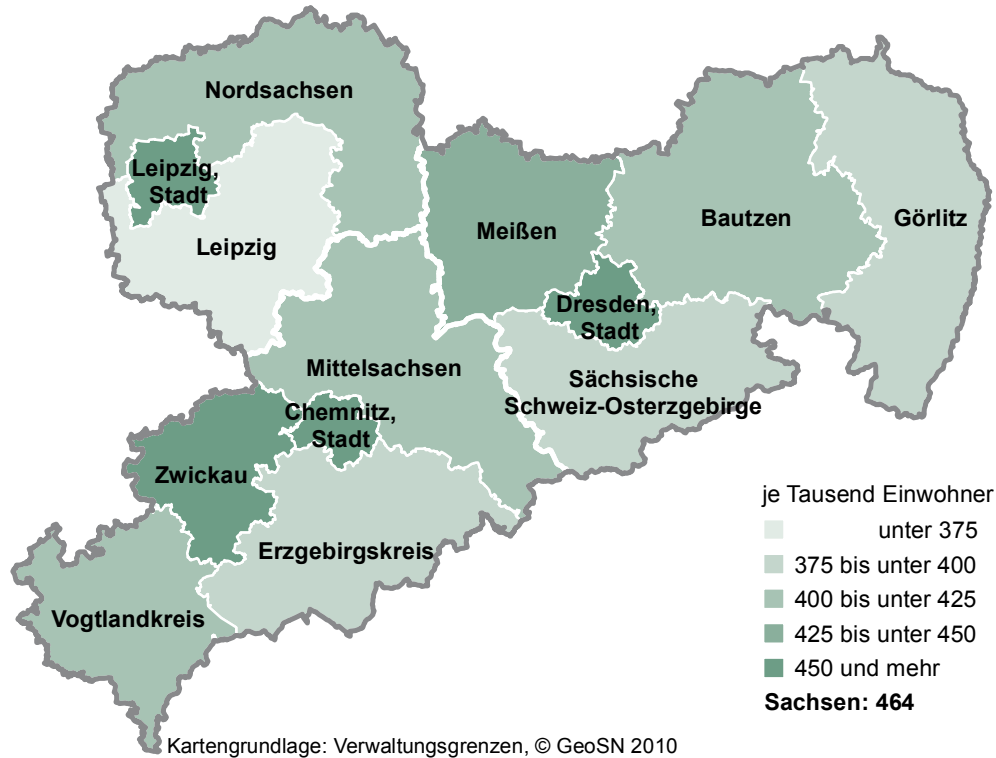 Nordsachsen
Leipzig,
Stadt
Leipzig
Meißen
Bautzen
Görlitz
Dresden,
Stadt
Mittelsachsen
Sächsische
Schweiz-Osterzgebirge
Chemnitz,
Stadt
Zwickau
Erzgebirgskreis
Vogtlandkreis
je Tausend Einwohner
unter 375
375 bis unter 400
400 bis unter 425
425 bis unter 450
450 und mehr
Sachsen: 464
Kartengrundlage: Verwaltungsgrenzen, © GeoSN 2010